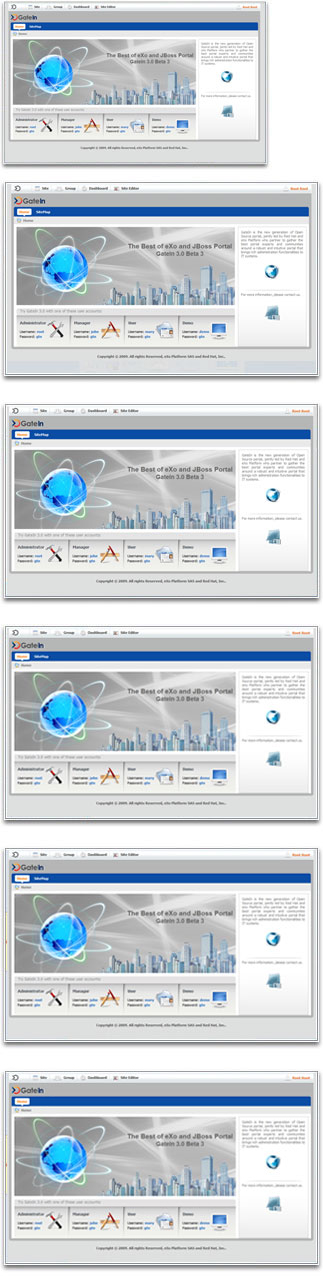 Site Group Dashboard Site Editor Root Root
GateIn
Home SiteMap
Home
The Best of eXo and JBoss Portal
GateIn 3.0 Beta 3
GateIn is the new generation of Open
Source portal, jointly led by Red Hat and
eXo Platform who partner to gather the
best portal experts and communities
around a robust and intuitive portal that
brings rich administration functionalities to
IT systems.
For more information, please contact us.
Try GateIn 3.0 with one of these user accounts:
Administrator Manager User Demo
Username: root Username: john Username: mary Username: demo
Password: gtn Password: gtn Password: gtn Password: gtn
Copyright © 2009. All rights Reserved, eXo Platform SAS and Red Hat, Inc.
Site Group Dashboard Site Editor Root Root
GateIn
Home SiteMap
Home
The Best of eXo and JBoss Portal
GateIn 3.0 Beta 3
GateIn is the new generation of Open
Source portal, jointly led by Red Hat and
eXo Platform who partner to gather the
best portal experts and communities
around a robust and intuitive portal that
brings rich administration functionalities to
IT systems.
For more information, please contact us.
Try GateIn 3.0 with one of these user accounts:
Administrator Manager User Demo
Username: root Username: john Username: mary Username: demo
Password: gtn Password: gtn Password: gtn Password: gtn
Copyright © 2009. All rights Reserved, eXo Platform SAS and Red Hat, Inc.
Site Group Dashboard Site Editor Root Root
GateIn
Home SiteMap
Home
The Best of eXo and JBoss Portal
GateIn 3.0 Beta 3
GateIn is the new generation of Open
Source portal, jointly led by Red Hat and
eXo Platform who partner to gather the
best portal experts and communities
around a robust and intuitive portal that
brings rich administration functionalities to
IT systems.
For more information, please contact us.
Try GateIn 3.0 with one of these user accounts:
Administrator Manager User Demo
Username: root Username: john Username: mary Username: demo
Password: gtn Password: gtn Password: gtn Password: gtn
Copyright © 2009. All rights Reserved, eXo Platform SAS and Red Hat, Inc.
Site Group Dashboard Site Editor Root Root
GateIn
Home SiteMap
Home
The Best of eXo and JBoss Portal
GateIn 3.0 Beta 3
GateIn is the new generation of Open
Source portal, jointly led by Red Hat and
eXo Platform who partner to gather the
best portal experts and communities
around a robust and intuitive portal that
brings rich administration functionalities to
IT systems.
For more information, please contact us.
Try GateIn 3.0 with one of these user accounts:
Administrator Manager User Demo
Username: root Username: john Username: mary Username: demo
Password: gtn Password: gtn Password: gtn Password: gtn
Copyright © 2009. All rights Reserved, eXo Platform SAS and Red Hat, Inc.
Site Group Dashboard Site Editor Root Root
GateIn
Home SiteMap
Home
The Best of eXo and JBoss Portal
GateIn 3.0 Beta 3
GateIn is the new generation of Open
Source portal, jointly led by Red Hat and
eXo Platform who partner to gather the
best portal experts and communities
around a robust and intuitive portal that
brings rich administration functionalities to
IT systems.
For more information, please contact us.
Try GateIn 3.0 with one of these user accounts:
Administrator Manager User Demo
Username: root Username: john Username: mary Username: demo
Password: gtn Password: gtn Password: gtn Password: gtn
Copyright © 2009. All rights Reserved, eXo Platform SAS and Red Hat, Inc.
Site Group Dashboard Site Editor Root Root
GateIn
Home
Home
The Best of eXo and JBoss Portal
GateIn 3.0 Beta 3
GateIn is the new generation of Open
Source portal, jointly led by Red Hat and
eXo Platform who partner to gather the
best portal experts and communities
around a robust and intuitive portal that
brings rich administration functionalities to
IT systems.
For more information, please contact us.
Try GateIn 3.0 with one of these user accounts:
Administrator Manager User Demo
Username: root Username: john Username: mary Username: demo
Password: gtn Password: gtn Password: gtn Password: gtn
Copyright © 2009. All rights Reserved, eXo Platform SAS and Red Hat, Inc.